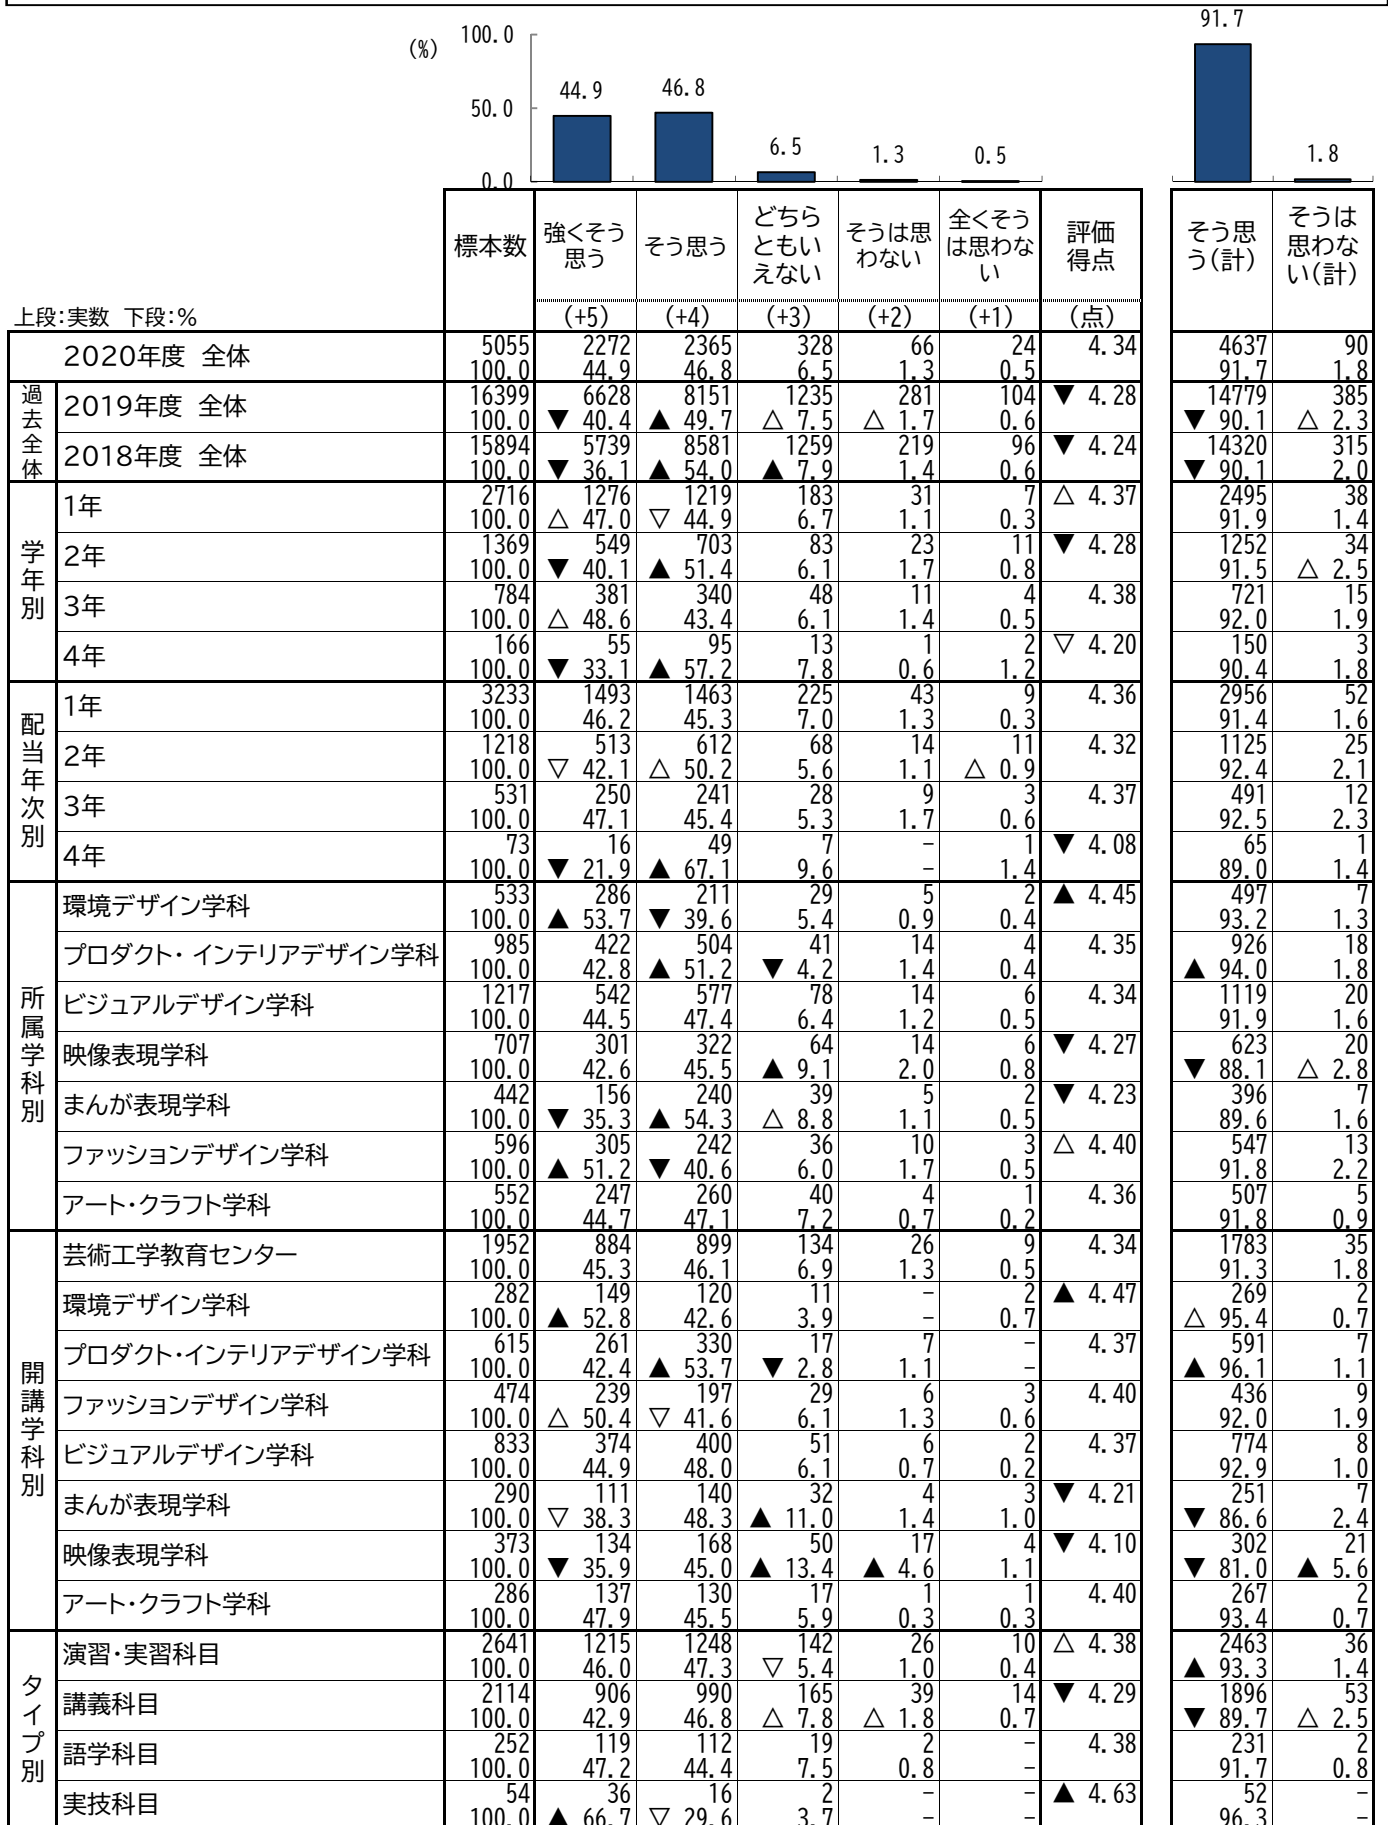 91.7
(%) 100.0
44.9 46.8
50.0
6.5 1.3 0.5 1.8
0.0
標本数 強くそう思う そう思う どちらともいえない そうは思わない 全くそうは思わない 評価得点 そう思う(計) そうは思わない(計)
上段:実数 下段:% (+5) (+4) (+3) (+2) (+1) (点)
2020年度 全体 5055 2272 2365 328 66 24 4.34 4637 90
100.0 44.9 46.8 6.5 1.3 0.5 91.7 1.8
過去全体
2019年度 全体 16399 6628 8151 1235 281 104 ▼ 4.28 14779 385
100.0 ▼ 40.4 ▲ 49.7 △ 7.5 △ 1.7 0.6 ▼ 90.1 △ 2.3
2018年度 全体 15894 5739 8581 1259 219 96 ▼ 4.24 14320 315
100.0 ▼ 36.1 ▲ 54.0 ▲ 7.9 1.4 0.6 ▼ 90.1 2.0
学年別
1年 2716 1276 1219 183 31 7 △ 4.37 2495 38
100.0 △ 47.0 ▽ 44.9 6.7 1.1 0.3 91.9 1.4
2年 1369 549 703 83 23 11 ▼ 4.28 1252 34
100.0 ▼ 40.1 ▲ 51.4 6.1 1.7 0.8 91.5 △ 2.5
3年 784 381 340 48 11 4 4.38 721 15
100.0 △ 48.6 43.4 6.1 1.4 0.5 92.0 1.9
4年 166 55 95 13 1 2 ▽ 4.20 150 3
100.0 ▼ 33.1 ▲ 57.2 7.8 0.6 1.2 90.4 1.8
配当年次別
1年 3233 1493 1463 225 43 9 4.36 2956 52
100.0 46.2 45.3 7.0 1.3 0.3 91.4 1.6
2年 1218 513 612 68 14 11 4.32 1125 25
100.0 ▽ 42.1 △ 50.2 5.6 1.1 △ 0.9 92.4 2.1
3年 531 250 241 28 9 3 4.37 491 12
100.0 47.1 45.4 5.3 1.7 0.6 92.5 2.3
4年 73 16 49 7 - 1 ▼ 4.08 65 1
100.0 ▼ 21.9 ▲ 67.1 9.6 - 1.4 89.0 1.4
所属学科別
環境デザイン学科 533 286 211 29 5 2 ▲ 4.45 497 7
100.0 ▲ 53.7 ▼ 39.6 5.4 0.9 0.4 93.2 1.3
プロダクト・インテリアデザイン学科 985 422 504 41 14 4 4.35 926 18
100.0 42.8 ▲ 51.2 ▼ 4.2 1.4 0.4 ▲ 94.0 1.8
ビジュアルデザイン学科 1217 542 577 78 14 6 4.34 1119 20
100.0 44.5 47.4 6.4 1.2 0.5 91.9 1.6
映像表現学科 707 301 322 64 14 6 ▼ 4.27 623 20
100.0 42.6 45.5 ▲ 9.1 2.0 0.8 ▼ 88.1 △ 2.8
まんが表現学科 442 156 240 39 5 2 ▼ 4.23 396 7
100.0 ▼ 35.3 ▲ 54.3 △ 8.8 1.1 0.5 89.6 1.6
ファッションデザイン学科 596 305 242 36 10 3 △ 4.40 547 13
100.0 ▲ 51.2 ▼ 40.6 6.0 1.7 0.5 91.8 2.2
アート・クラフト学科 552 247 260 40 4 1 4.36 507 5
100.0 44.7 47.1 7.2 0.7 0.2 91.8 0.9
開講学科別
芸術工学教育センター 1952 884 899 134 26 9 4.34 1783 35
100.0 45.3 46.1 6.9 1.3 0.5 91.3 1.8
環境デザイン学科 282 149 120 11 - 2 ▲ 4.47 269 2
100.0 ▲ 52.8 42.6 3.9 - 0.7 △ 95.4 0.7
プロダクト・インテリアデザイン学科 615 261 330 17 7 - 4.37 591 7
100.0 42.4 ▲ 53.7 ▼ 2.8 1.1 - ▲ 96.1 1.1
ファッションデザイン学科 474 239 197 29 6 3 4.40 436 9
100.0 △ 50.4 ▽ 41.6 6.1 1.3 0.6 92.0 1.9
ビジュアルデザイン学科 833 374 400 51 6 2 4.37 774 8
100.0 44.9 48.0 6.1 0.7 0.2 92.9 1.0
まんが表現学科 290 111 140 32 4 3 ▼ 4.21 251 7
100.0 ▽ 38.3 48.3 ▲ 11.0 1.4 1.0 ▼ 86.6 2.4
映像表現学科 373 134 168 50 17 4 ▼ 4.10 302 21
100.0 ▼ 35.9 45.0 ▲ 13.4 ▲ 4.6 1.1 ▼ 81.0 ▲ 5.6
アート・クラフト学科 286 137 130 17 1 1 4.40 267 2
100.0 47.9 45.5 5.9 0.3 0.3 93.4 0.7
タイプ別
演習・実習科目 2641 1215 1248 142 26 10 △ 4.38 2463 36
100.0 46.0 47.3 ▽ 5.4 1.0 0.4 ▲ 93.3 1.4
講義科目 2114 906 990 165 39 14 ▼ 4.29 1896 53
100.0 42.9 46.8 △ 7.8 △ 1.8 0.7 ▼ 89.7 △ 2.5
語学科目 252 119 112 19 2 - 4.38 231 2
100.0 47.2 44.4 7.5 0.8 - 91.7 0.8
実技科目 54 36 16 2 - - ▲ 4.63 52 -
100.0 ▲ 66.7 ▽ 29.6 3.7 - - 96.3 -